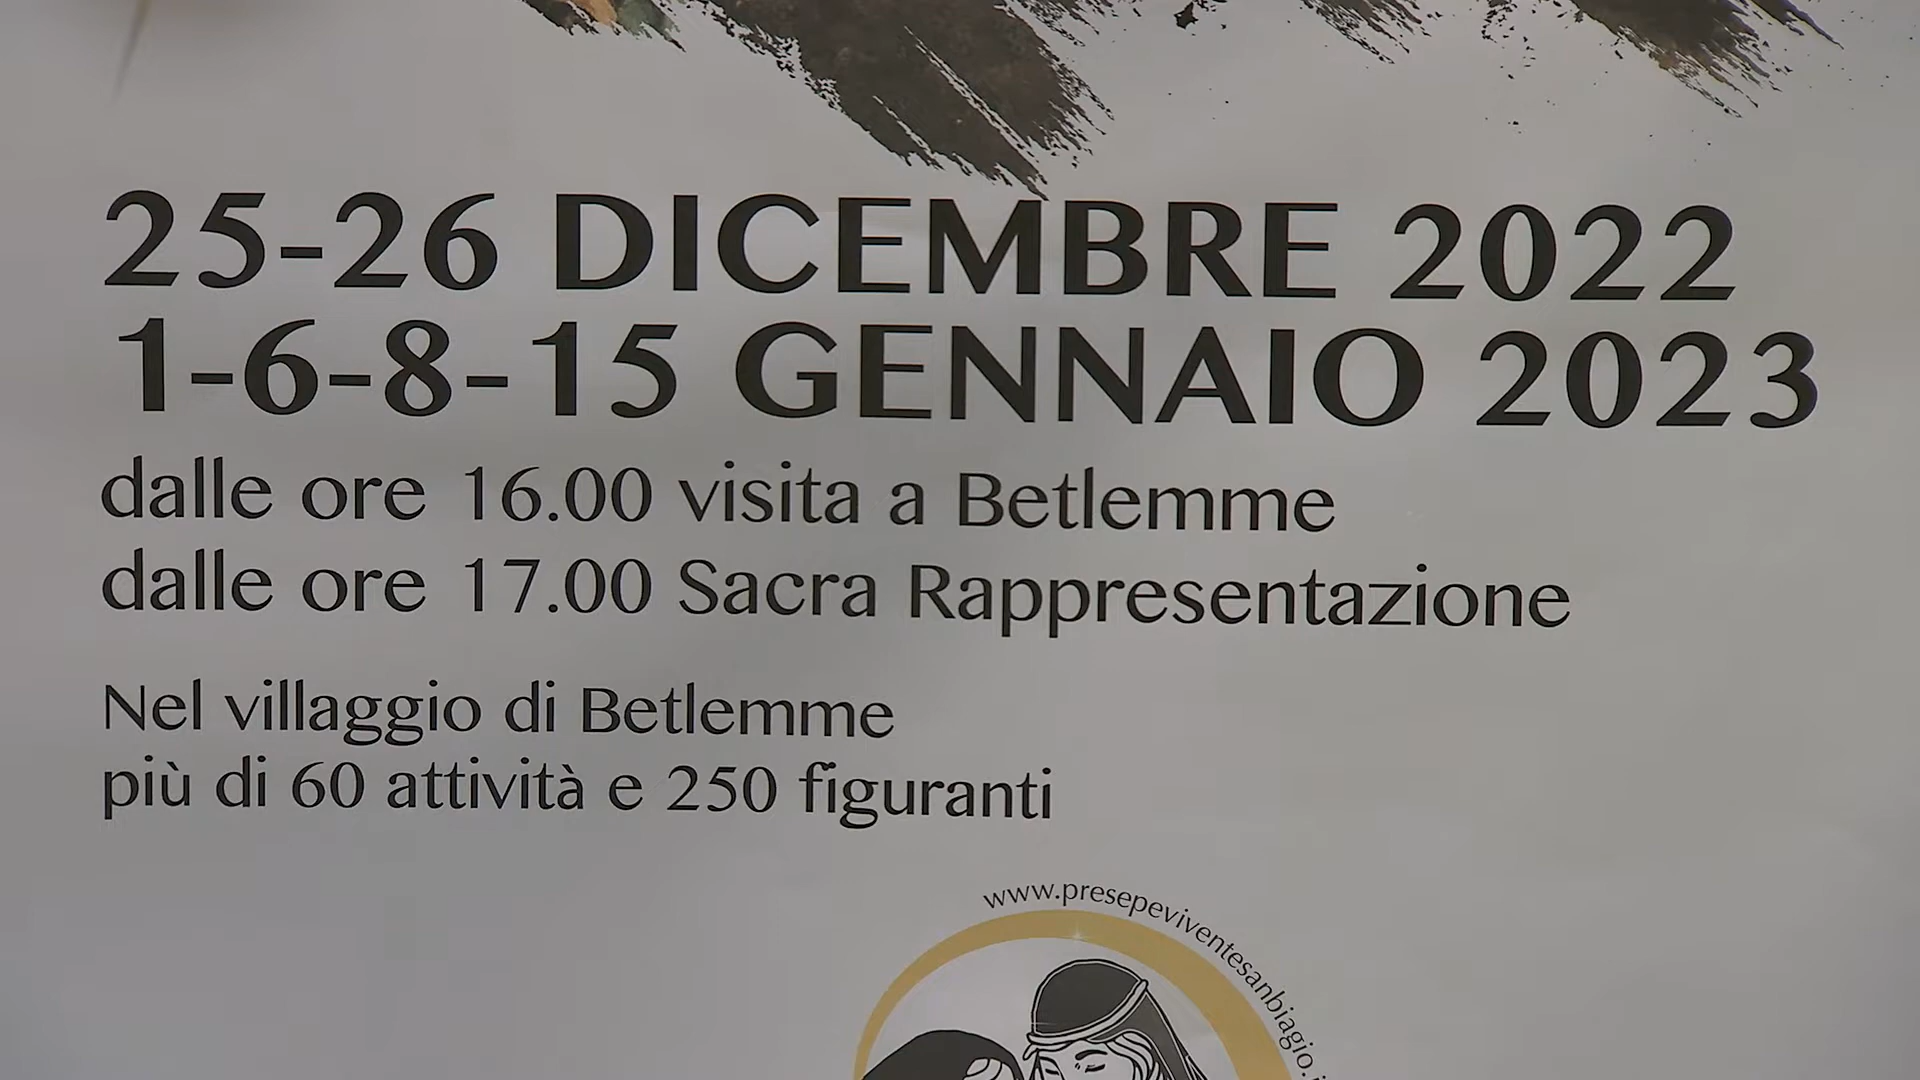 25-26 DICEMBRE 2022
1-6-8-15 GENNAIO 2023
dalle ore 16.00 visita a Betlemme
dalle ore 17.00 Sacra Rappresentazione
Nel villaggio di Betlemme
più di 60 attività e 250 figuranti
www.presepeviventesanbiagio.i